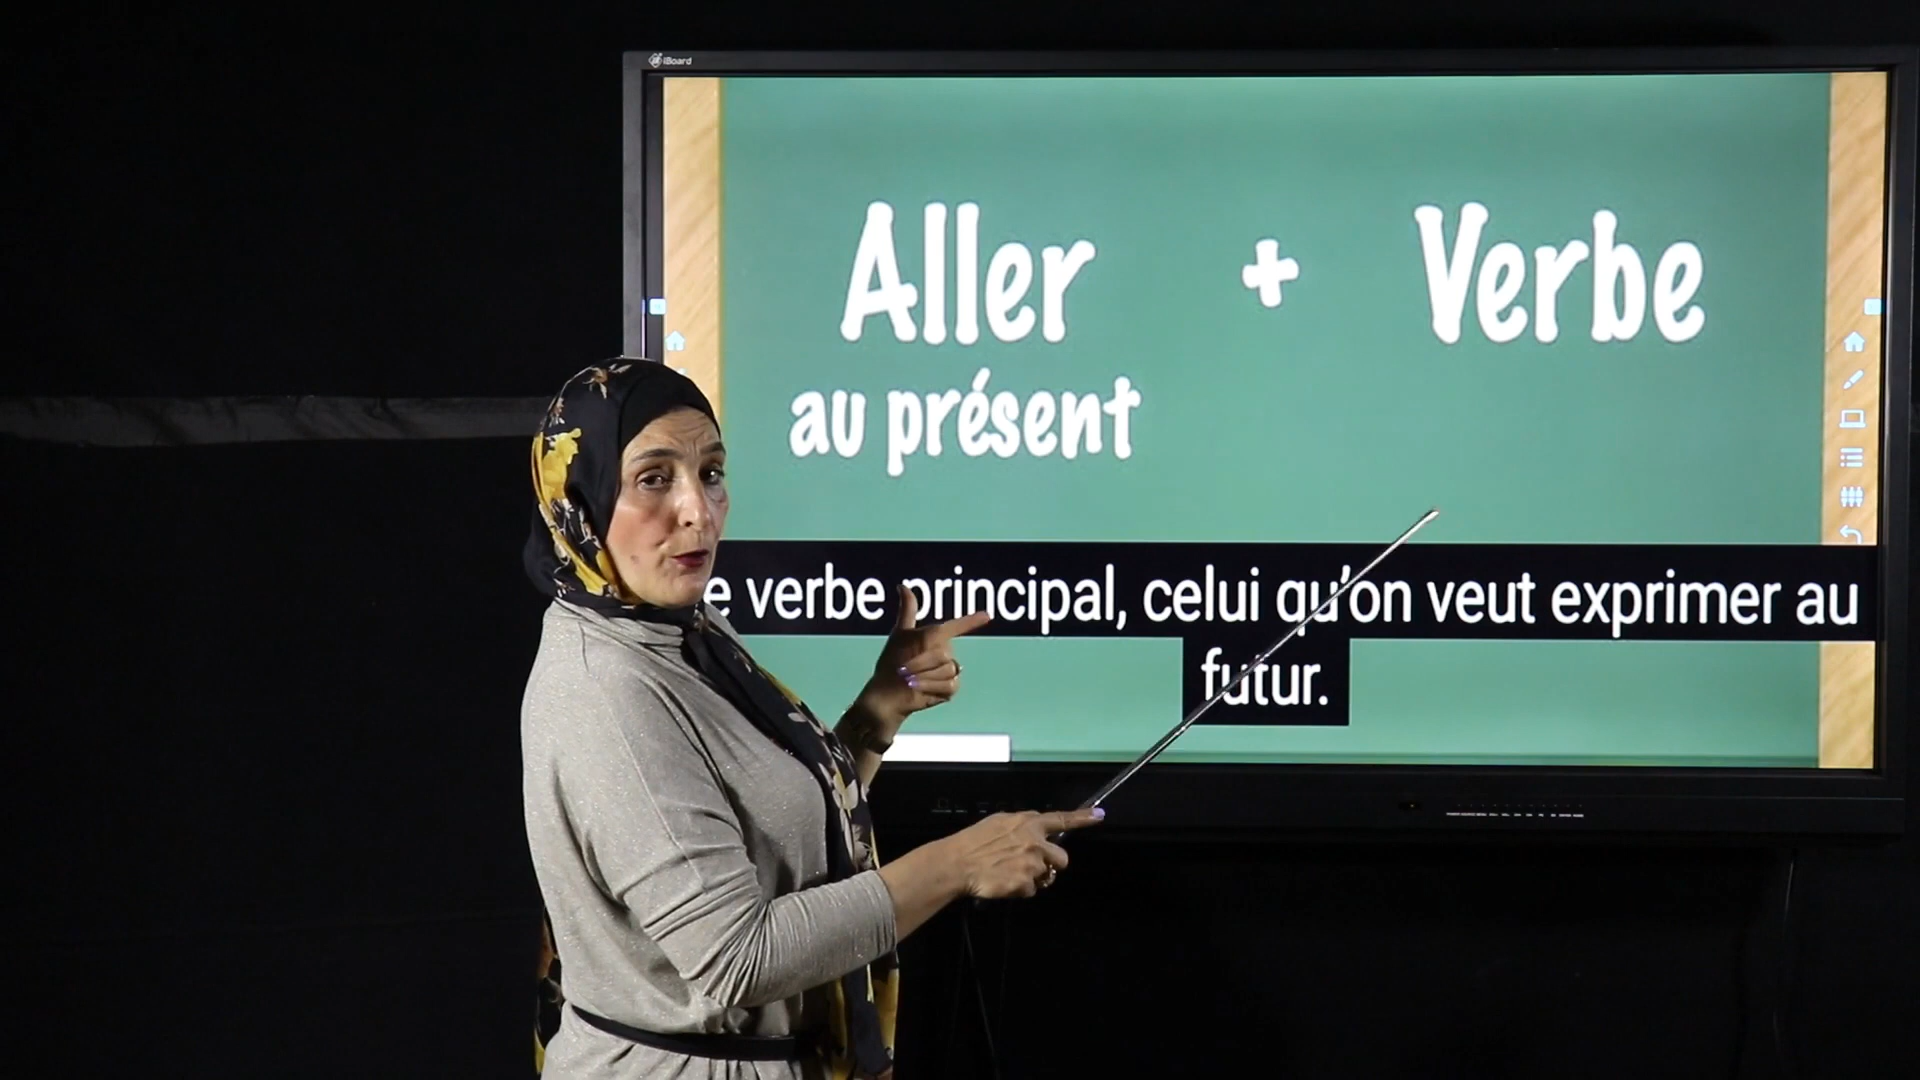 iBoard
Aller + Verbe
au présent
e verbe principal, celui qu'on veut exprimer au
futur.